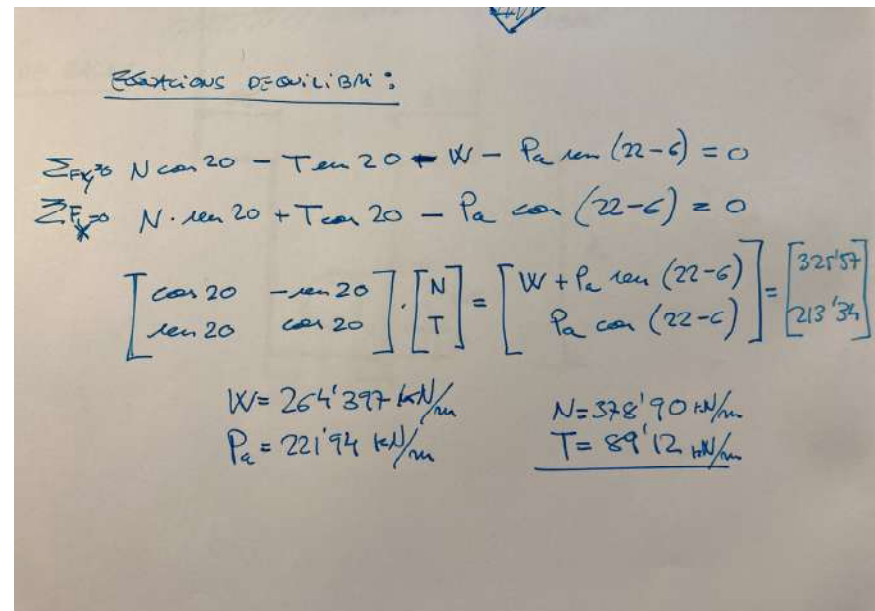 EQUACIONS D'EQUILIBRI:
ΣFy=0 N cos 20 - T sen 20 - W - Pa sen (22-6) = 0
ΣFx=0 N · sen 20 + T cos 20 - Pa cos (22-6) = 0
[cos 20 -sen 20] · [N] = [W + Pa sen (22-6)] = [325'57]
[sen 20 cos 20] [T] [Pa cos (22-6)] [213'34]
W = 264'397 kN/m N = 378'90 kN/m
Pa = 221'94 kN/m T = 89'12 kN/m